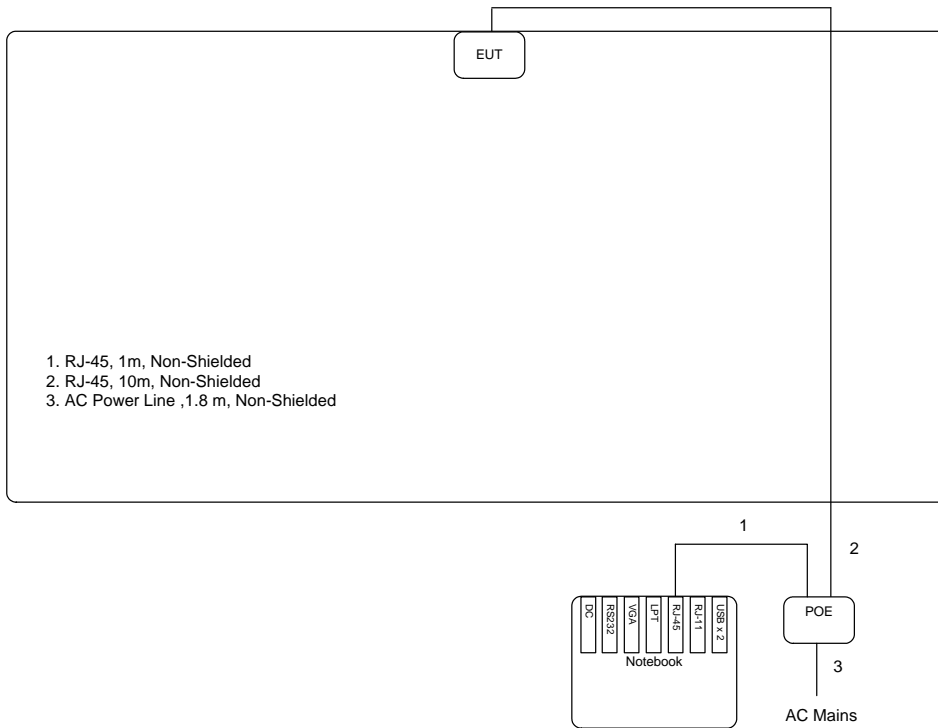 EUT
1. RJ-45, 1m, Non-Shielded
2. RJ-45, 10m, Non-Shielded
3. AC Power Line ,1.8 m, Non-Shielded
1
2
DC
RS232
VGA
LPT
RJ-45
RJ-11
USB x 2
Notebook
POE
3
AC Mains